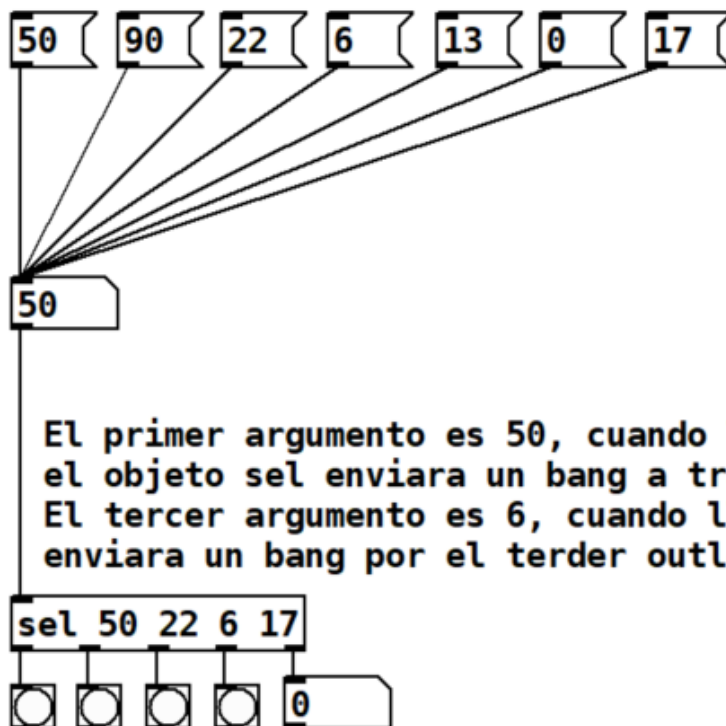 50 90 22 6 13 0 17
50
El primer argumento es 50, cuando
el objeto sel enviara un bang a tr
El tercer argumento es 6, cuando l
enviara un bang por el terder outl
sel 50 22 6 17
0